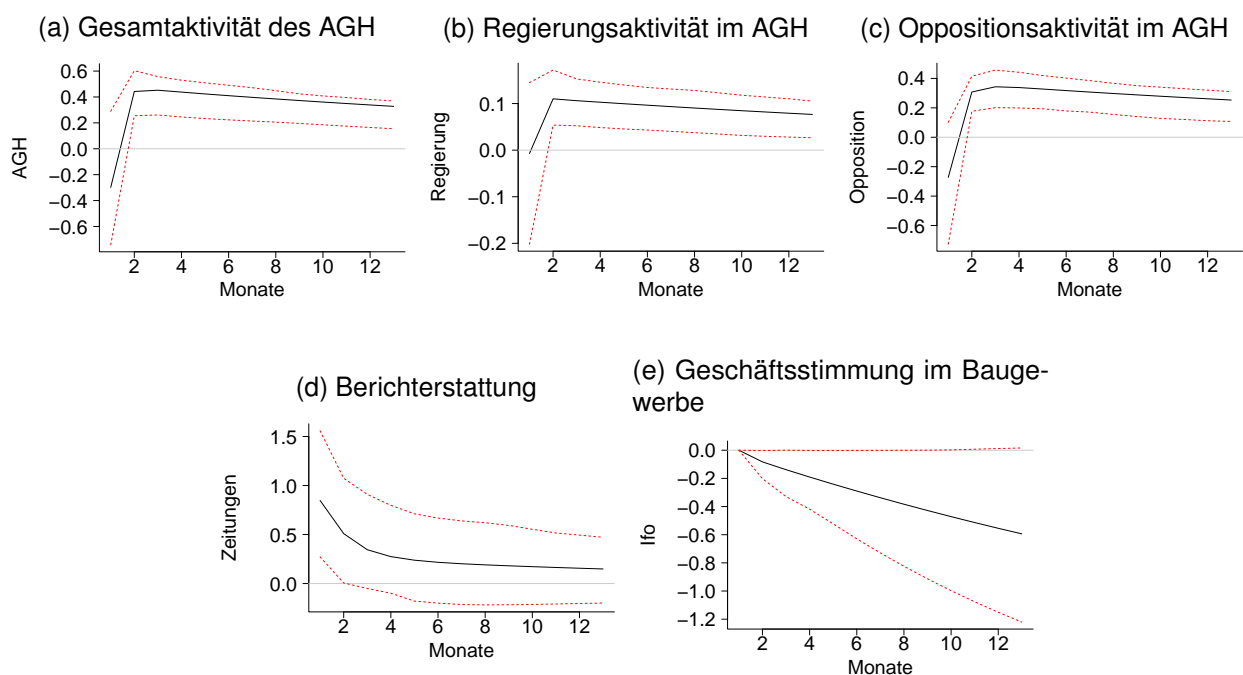 (a) Gesamtaktivität des AGH
0.6
0.4
0.2
0.0
−0.2
−0.4
−0.6
AGH
2 4 6 8 10 12
Monate
(b) Regierungsaktivität im AGH
0.1
0.0
−0.1
−0.2
Regierung
2 4 6 8 10 12
Monate
(c) Oppositionsaktivität im AGH
0.4
0.2
0.0
−0.2
−0.4
−0.6
Opposition
2 4 6 8 10 12
Monate
(d) Berichterstattung
1.5
1.0
0.5
0.0
Zeitungen
2 4 6 8 10 12
Monate
(e) Geschäftsstimmung im Bauge-
werbe
0.0
−0.2
−0.4
−0.6
−0.8
−1.0
−1.2
Ifo
2 4 6 8 10 12
Monate